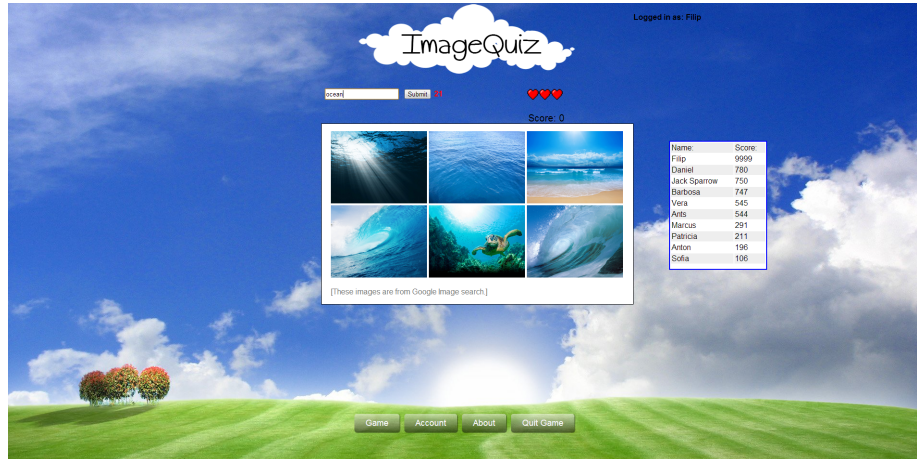 Logged in as: Filip
ImageQuiz
ocean
Submit
Score: 0
Name: Score:
Filip 9999
Daniel 780
Jack Sparrow 750
Barbosa 747
Vera 545
Ants 544
Marcus 291
Patricia 211
Anton 196
Sofia 106
[These images are from Google Image search.]
Game Account About Quit Game